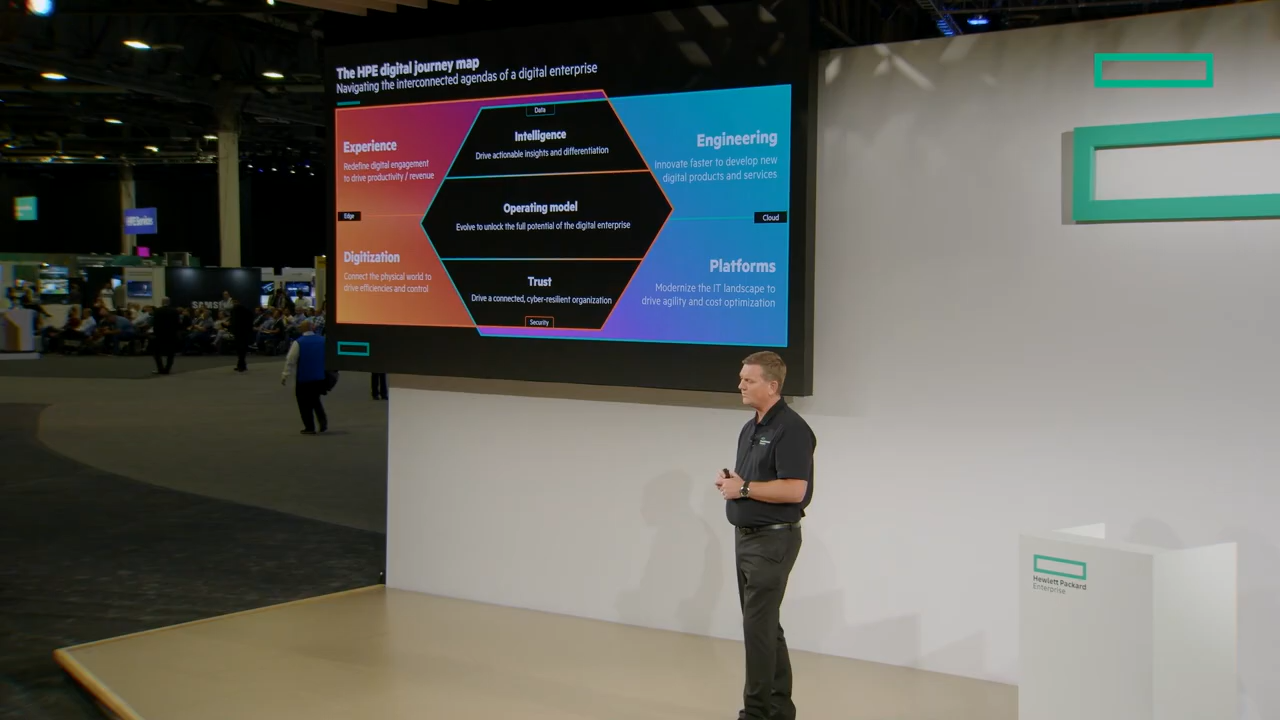 The HPE digital journey map
Navigating the interconnected agendas of a digital enterprise
Data
Intelligence
Drive actionable insights and differentiation
Experience
Redefine digital engagement
to drive productivity / revenue
Engineering
Innovate faster to develop new
digital products and services
Edge
Operating model
Evolve to unlock the full potential of the digital enterprise
Cloud
Digitization
Connect the physical world to
drive efficiencies and control
Trust
Drive a connected, cyber-resilient organization
Security
Platforms
Modernize the IT landscape to
drive agility and cost optimization
HPE Services
SAMSUNG
Hewlett Packard
Enterprise